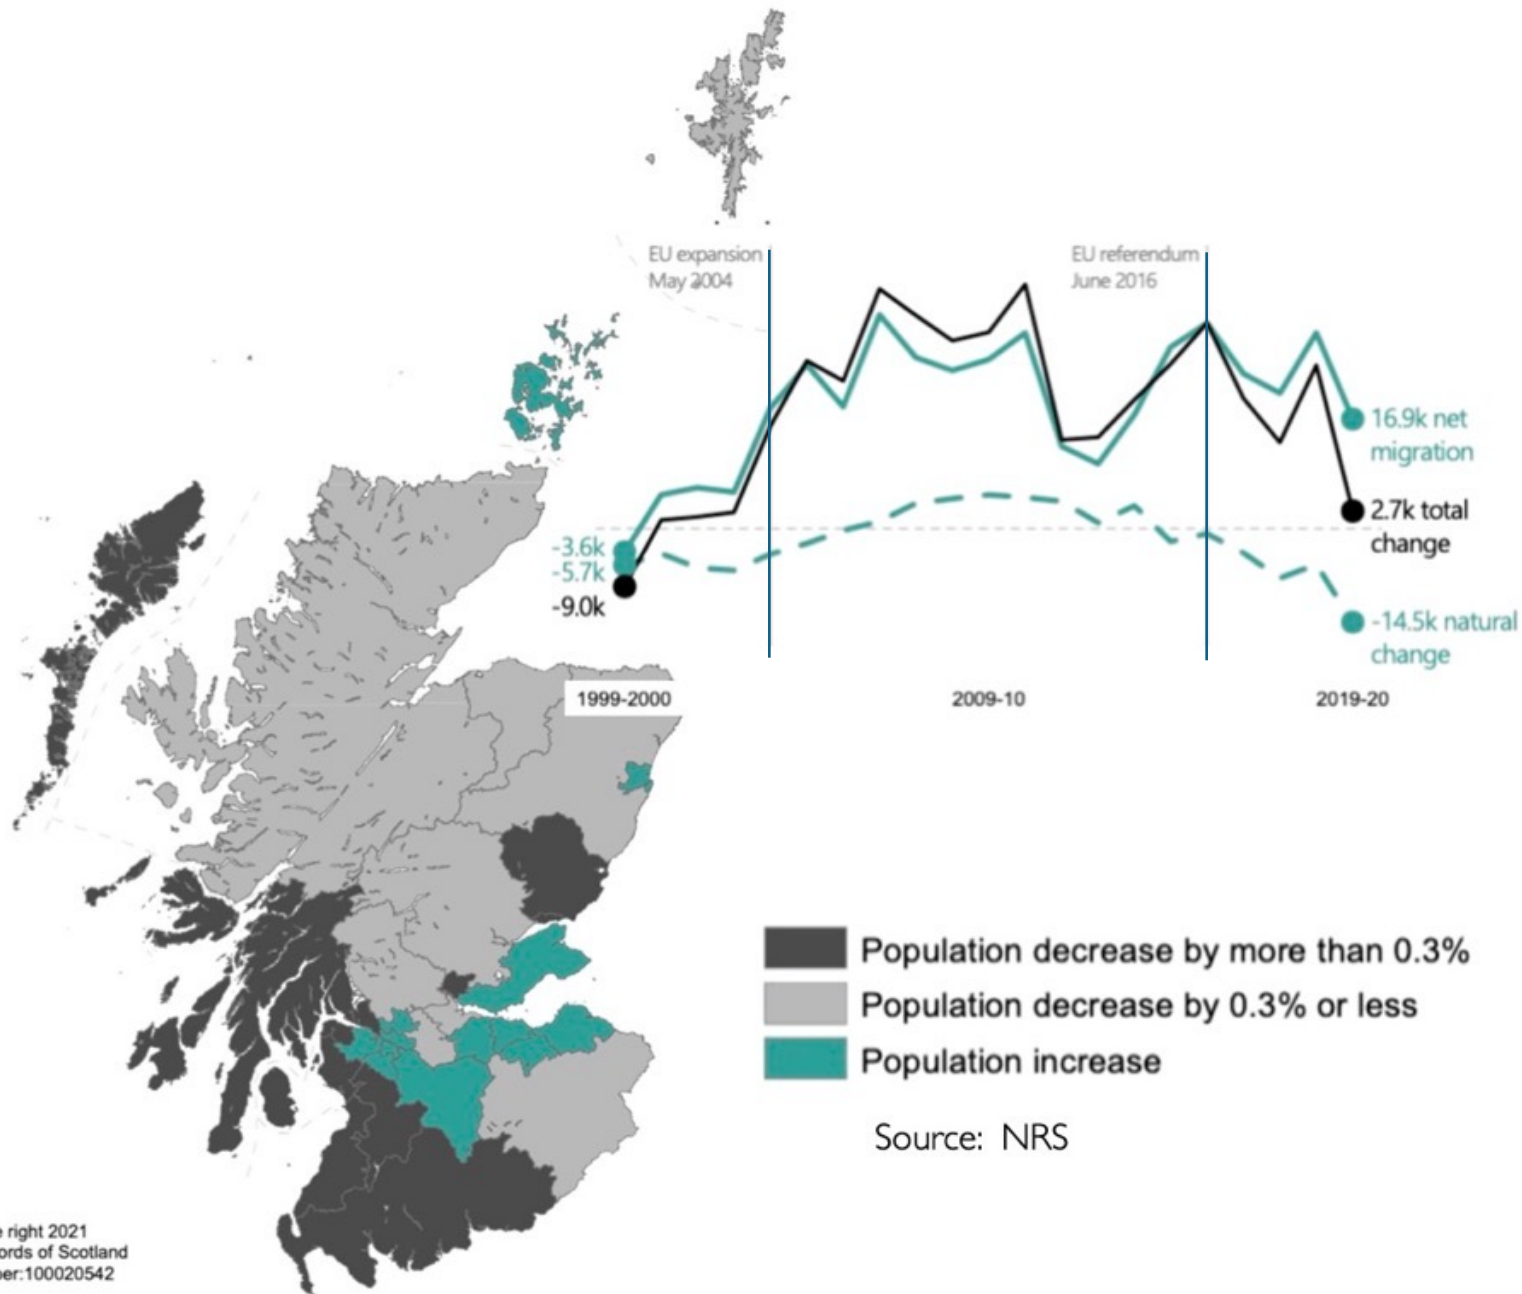 EU expansion
May 2004
EU referendum
June 2016
16.9k net
migration
2.7k total
change
-3.6k
-5.7k
-9.0k
-14.5k natural
change
1999-2000
2009-10
2019-20
Population decrease by more than 0.3%
Population decrease by 0.3% or less
Population increase
Source: NRS
right 2021
of Scotland
:100020542